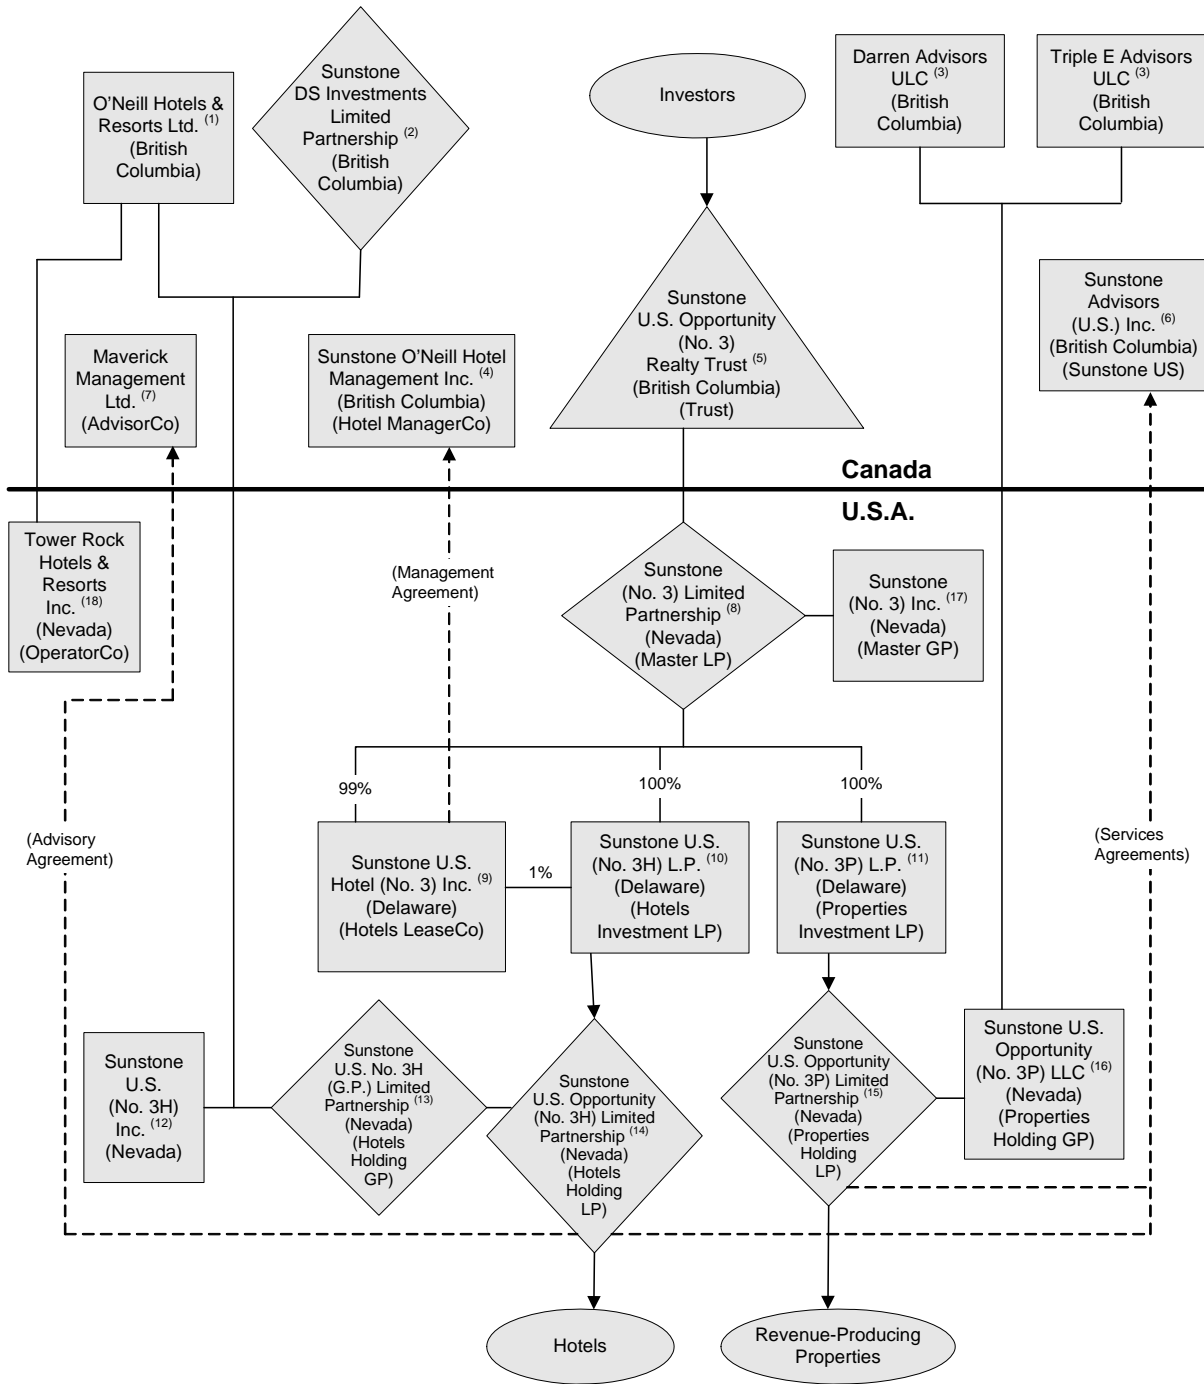 O'Neill Hotels &
Resorts Ltd. (1)
(British
Columbia)
Sunstone
DS Investments
Limited
Partnership (2)
(British
Columbia)
Investors
Darren Advisors
ULC (3)
(British
Columbia)
Triple E Advisors
ULC (3)
(British
Columbia)
Maverick
Management
Ltd. (7)
(AdvisorCo)
Sunstone O'Neill Hotel
Management Inc. (4)
(British Columbia)
(Hotel ManagerCo)
Sunstone
U.S. Opportunity
(No. 3)
Realty Trust (5)
(British Columbia)
(Trust)
Sunstone
Advisors
(U.S.) Inc. (6)
(British Columbia)
(Sunstone US)
Canada
U.S.A.
Tower Rock
Hotels &
Resorts
Inc. (18)
(Nevada)
(OperatorCo)
(Management
Agreement)
Sunstone
(No. 3) Limited
Partnership (8)
(Nevada)
(Master LP)
Sunstone
(No. 3) Inc. (17)
(Nevada)
(Master GP)
99%
100%
100%
(Advisory
Agreement)
Sunstone U.S.
Hotel (No. 3) Inc. (9)
(Delaware)
(Hotels LeaseCo)
1%
Sunstone U.S.
(No. 3H) L.P. (10)
(Delaware)
(Hotels
Investment LP)
Sunstone U.S.
(No. 3P) L.P. (11)
(Delaware)
(Properties
Investment LP)
(Services
Agreements)
Sunstone
U.S.
(No. 3H)
Inc. (12)
(Nevada)
Sunstone
U.S. No. 3H
(G.P.) Limited
Partnership (13)
(Nevada)
(Hotels
Holding
GP)
Sunstone
U.S. Opportunity
(No. 3H) Limited
Partnership (14)
(Nevada)
(Hotels
Holding
LP)
Sunstone
U.S. Opportunity
(No. 3P) Limited
Partnership (15)
(Nevada)
(Properties
Holding
LP)
Sunstone U.S.
Opportunity
(No. 3P) LLC (16)
(Nevada)
(Properties
Holding GP)
Hotels
Revenue-Producing
Properties